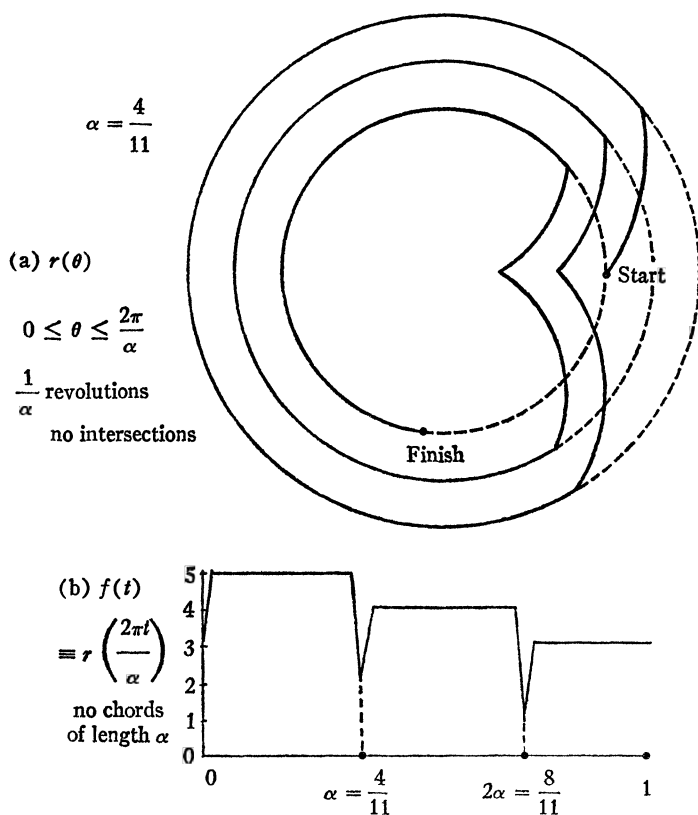 α = 4/11
(a) r(θ)
Start
0 ≤ θ ≤ 2π/α
1/α revolutions
no intersections
Finish
(b) f(t)
≡ r (2πt/α)
no chords
of length α
5
4
3
2
1
0
0
α = 4/11
2α = 8/11
1